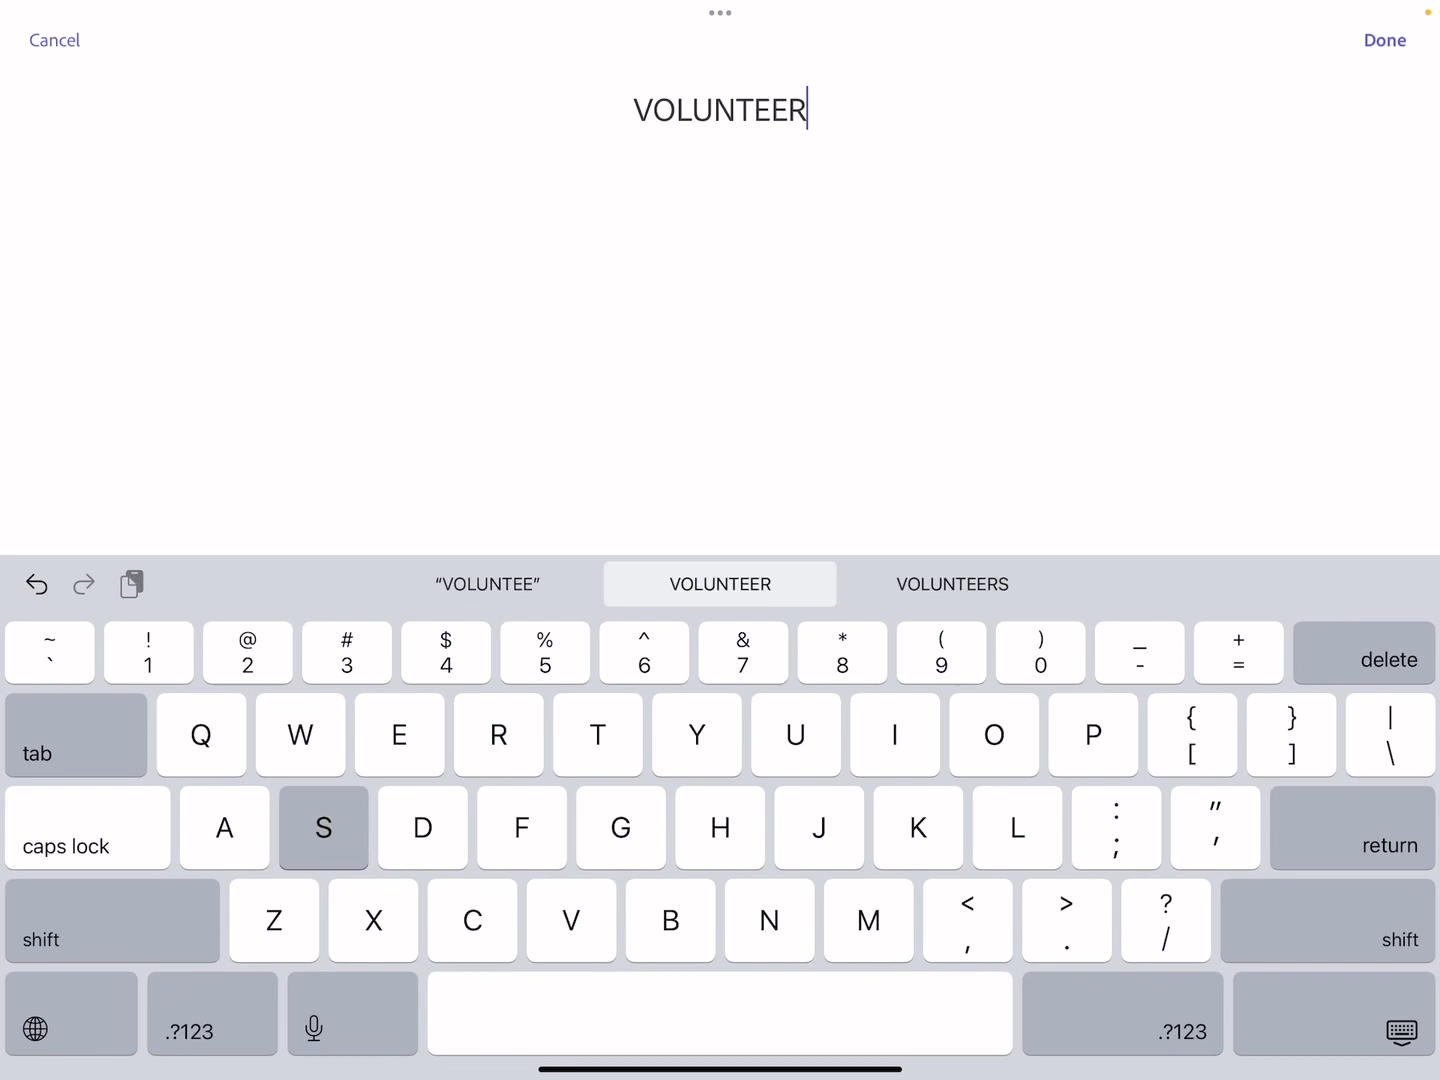 Cancel
Done
VOLUNTEER
“VOLUNTEE” VOLUNTEER VOLUNTEERS
~ ! @ # $ % ^ & * ( ) _ +
` 1 2 3 4 5 6 7 8 9 0 - = delete
tab Q W E R T Y U I O P { [ } ] | \
caps lock A S D F G H J K L : ; " ' return
shift Z X C V B N M < , > . ? / shift
.?123 .?123